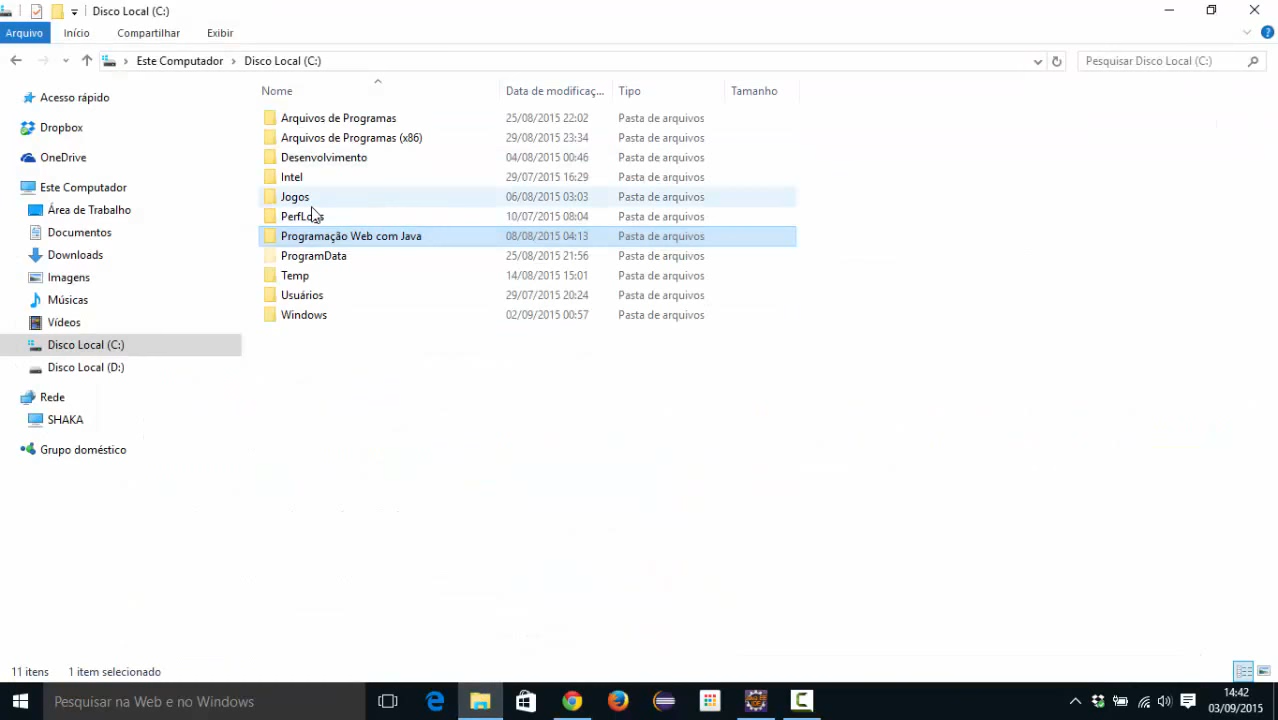 Disco Local (C:)
Arquivo Início Compartilhar Exibir
Este Computador Disco Local (C:) Pesquisar Disco Local (C:)
Nome Data de modificaç... Tipo Tamanho
Acesso rápido
Dropbox
OneDrive
Este Computador
Área de Trabalho
Documentos
Downloads
Imagens
Músicas
Vídeos
Disco Local (C:)
Disco Local (D:)
Rede
SHAKA
Grupo doméstico
Arquivos de Programas 25/08/2015 22:02 Pasta de arquivos
Arquivos de Programas (x86) 29/08/2015 23:34 Pasta de arquivos
Desenvolvimento 04/08/2015 00:46 Pasta de arquivos
Intel 29/07/2015 16:29 Pasta de arquivos
Jogos 06/08/2015 03:03 Pasta de arquivos
PerfLogs 10/07/2015 08:04 Pasta de arquivos
Programação Web com Java 08/08/2015 04:13 Pasta de arquivos
ProgramData 25/08/2015 21:56 Pasta de arquivos
Temp 14/08/2015 15:01 Pasta de arquivos
Usuários 29/07/2015 20:24 Pasta de arquivos
Windows 02/09/2015 00:57 Pasta de arquivos
11 itens 1 item selecionado
Pesquisar na Web e no Windows
14:42
03/09/2015